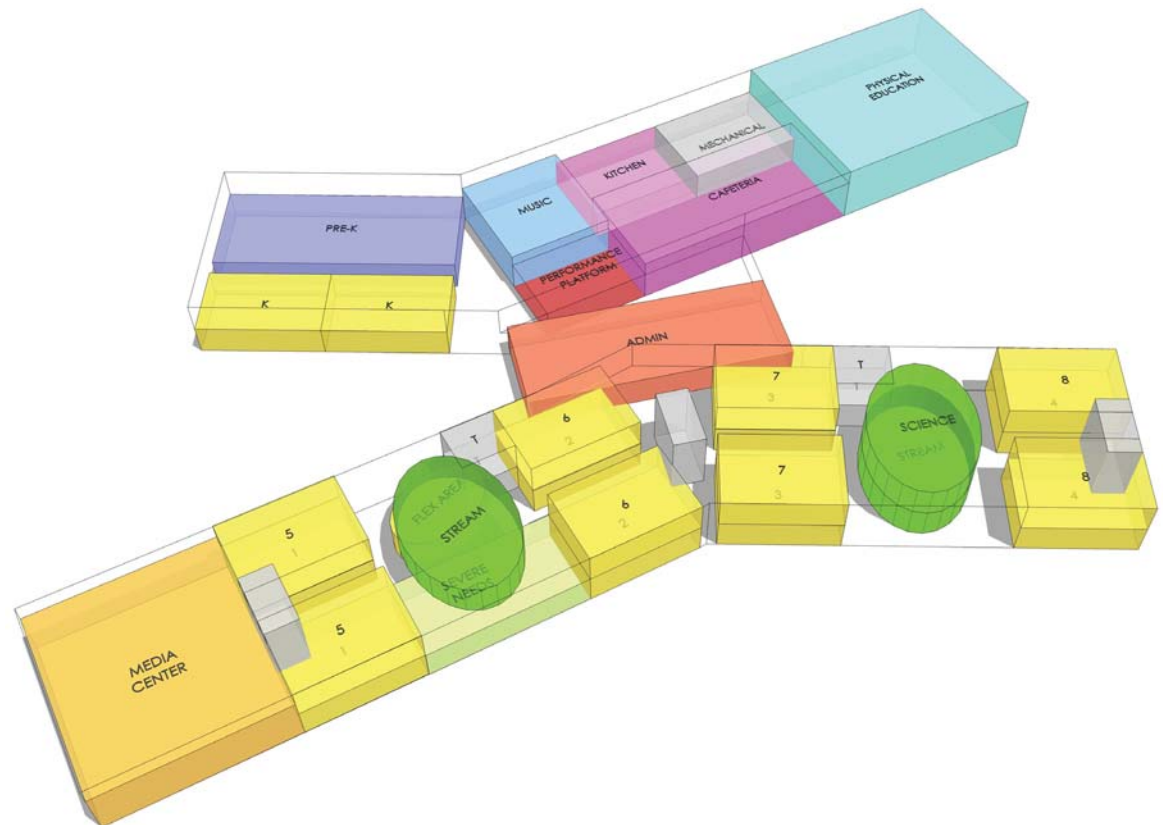 PHYSICAL
EDUCATION
MECHANICAL
KITCHEN
CAFETERIA
MUSIC
PRE-K
PERFORMANCE
PLATFORM
K
K
ADMIN
7
3
T
T
8
4
SCIENCE
STREAM
6
2
T
FLEX AREA
STREAM
SEVERE
NEEDS
7
3
8
4
6
2
5
1
5
1
MEDIA
CENTER